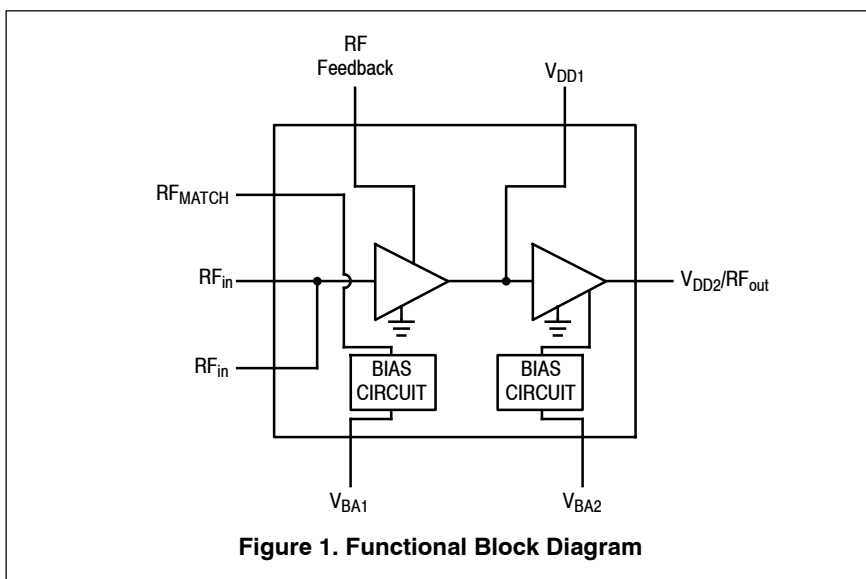 RF
Feedback
VDD1
RFMATCH
RFin
VDD2/RFout
RFin
BIAS
CIRCUIT
BIAS
CIRCUIT
VBA1
VBA2
Figure 1. Functional Block Diagram